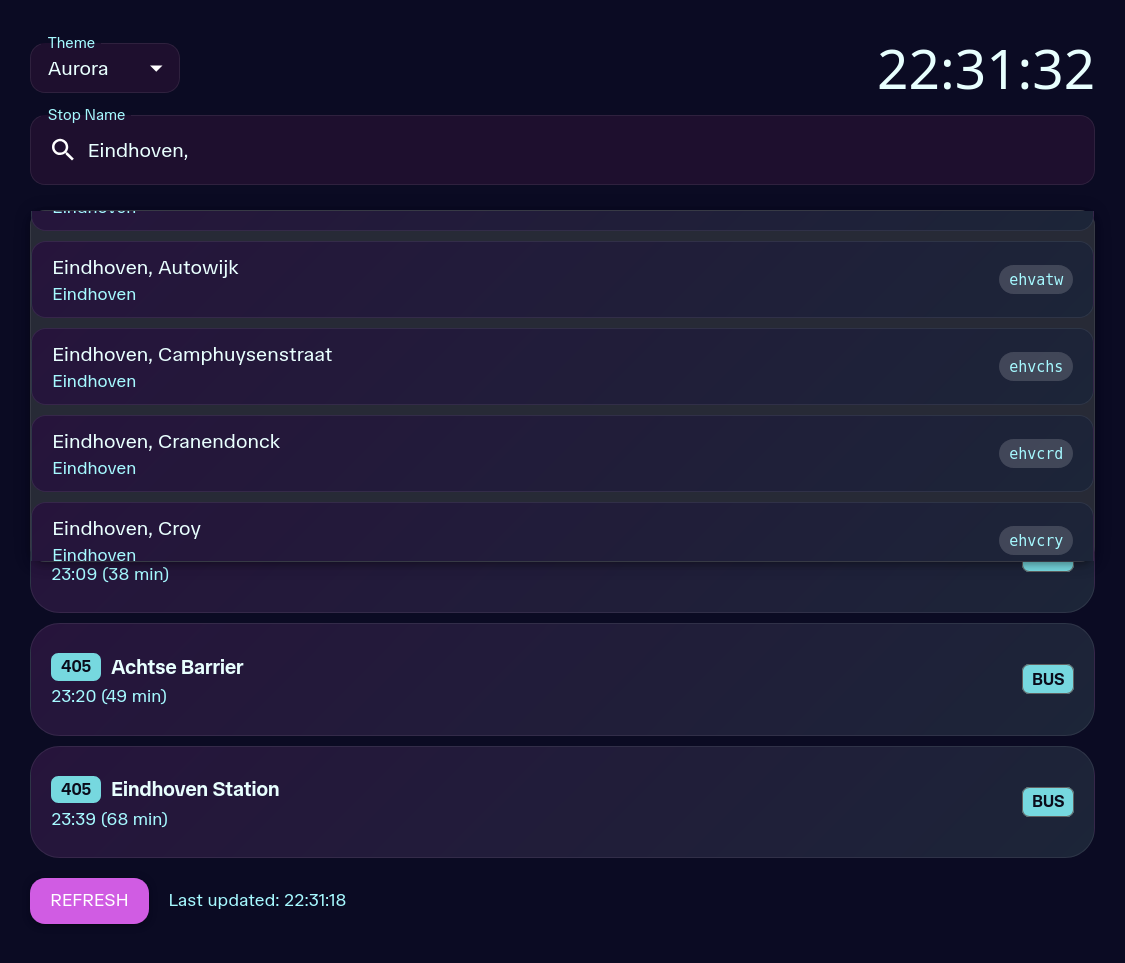 Theme
Aurora
22:31:32
Stop Name
Eindhoven,
Eindhoven
Eindhoven, Autowijk
Eindhoven
ehvatw
Eindhoven, Camphuysenstraat
Eindhoven
ehvchs
Eindhoven, Cranendonck
Eindhoven
ehvcrd
Eindhoven, Croy
Eindhoven
ehvcry
23:09 (38 min)
405 Achtse Barrier
23:20 (49 min)
BUS
405 Eindhoven Station
23:39 (68 min)
BUS
REFRESH
Last updated: 22:31:18